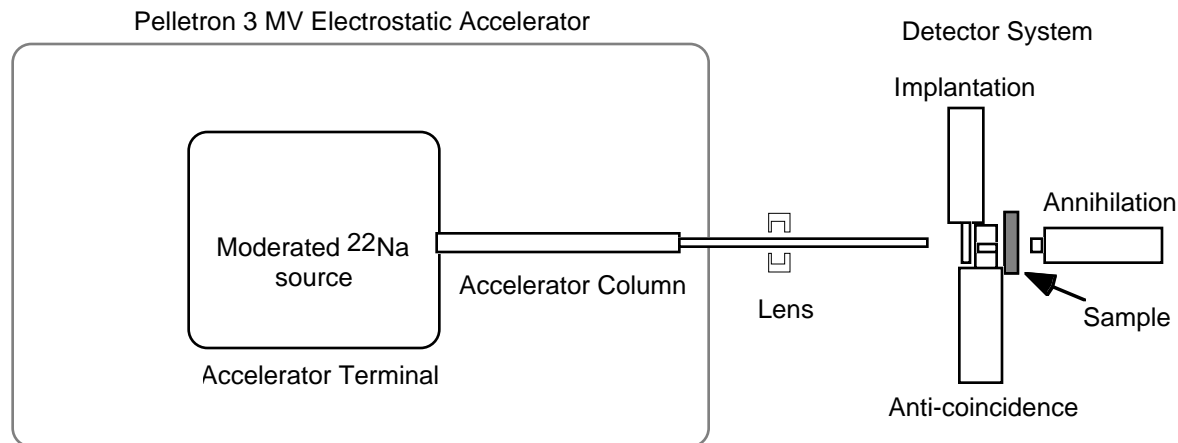 Pelletron 3 MV Electrostatic Accelerator
Detector System
Implantation
Annihilation
Moderated 22Na
source
Accelerator Column
Lens
Sample
Accelerator Terminal
Anti-coincidence